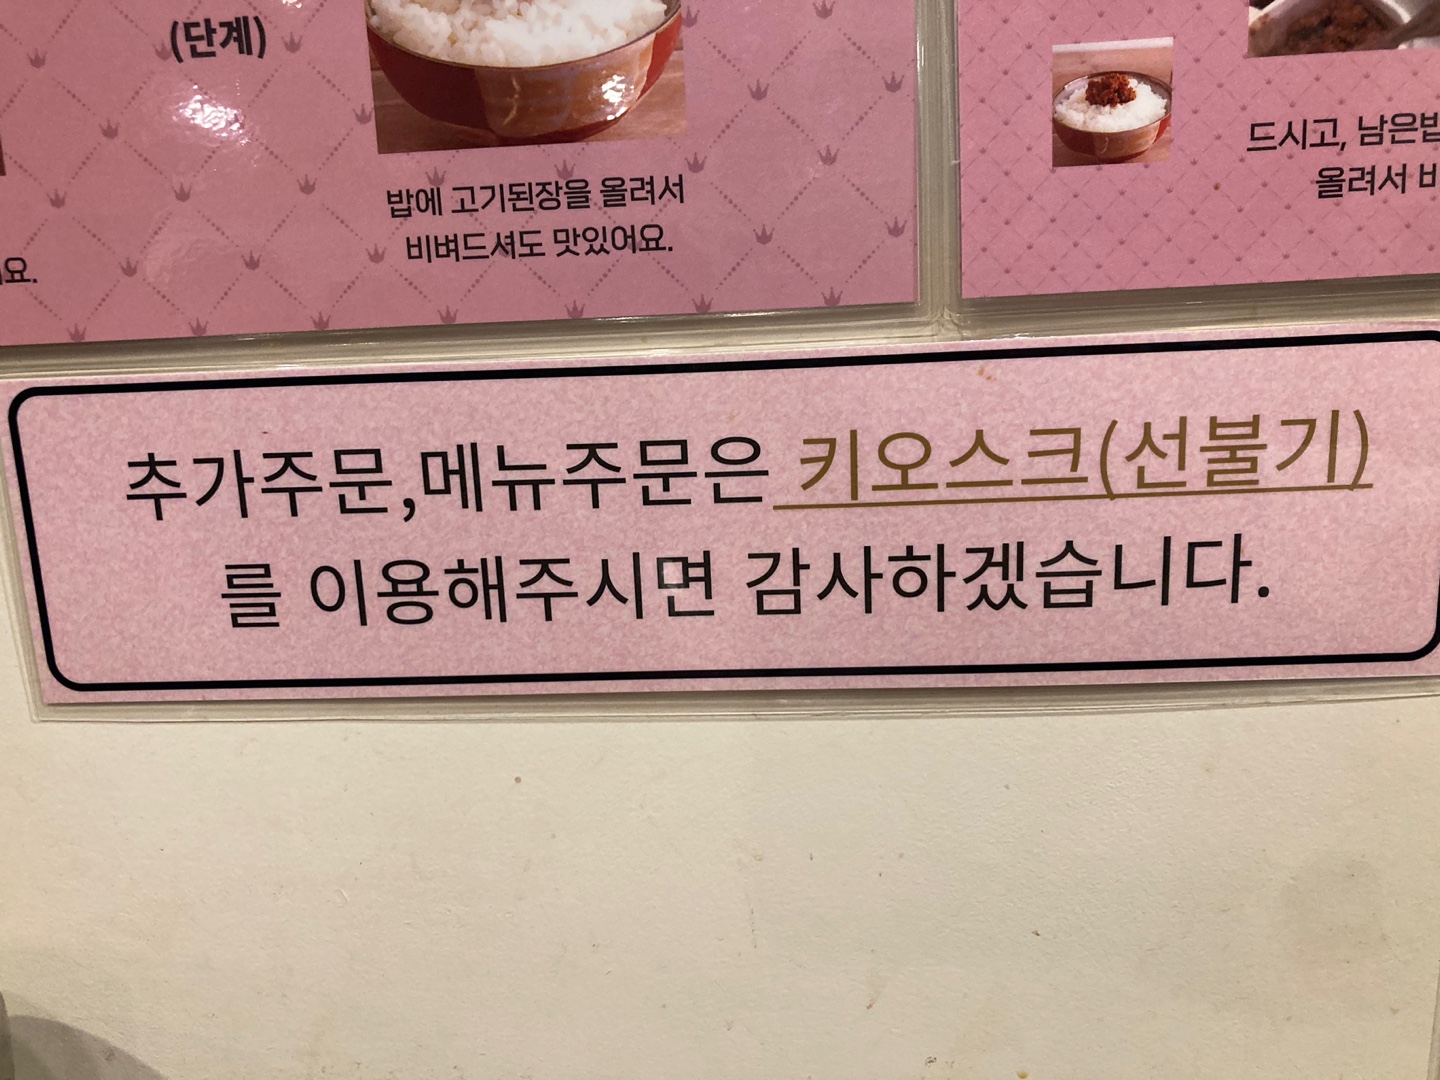 (단계)
밥에 고기된장을 올려서
비벼드셔도 맛있어요.
요.
드시고, 남은밥
올려서 비
추가주문,메뉴주문은 키오스크(선불기)
를 이용해주시면 감사하겠습니다.